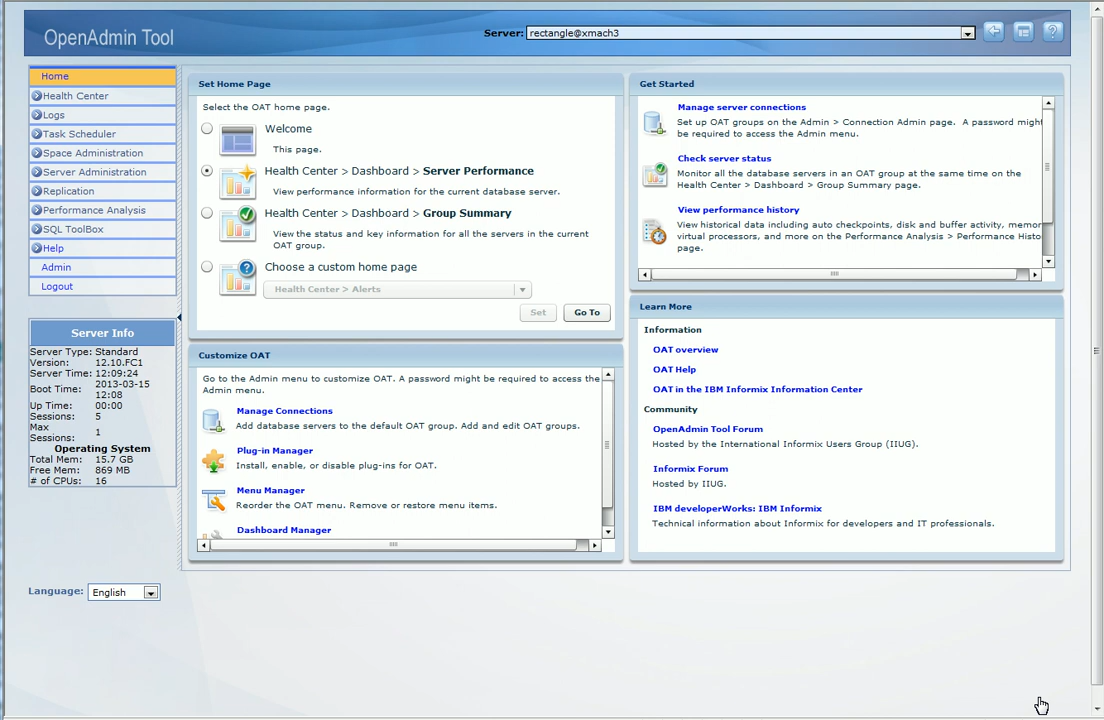 OpenAdmin Tool
Server: rectangle@xmach3
Home
Health Center
Logs
Task Scheduler
Space Administration
Server Administration
Replication
Performance Analysis
SQL ToolBox
Help
Admin
Logout
Server Info
Server Type: Standard
Version: 12.10.FC1
Server Time: 12:09:24
Boot Time: 2013-03-15
12:08
Up Time: 00:00
Sessions: 5
Max
Sessions: 1
Operating System
Total Mem: 15.7 GB
Free Mem: 869 MB
# of CPUs: 16
Language: English
Set Home Page
Select the OAT home page.
Welcome
This page.
Health Center > Dashboard > Server Performance
View performance information for the current database server.
Health Center > Dashboard > Group Summary
View the status and key information for all the servers in the current
OAT group.
Choose a custom home page
Health Center > Alerts
Set Go To
Customize OAT
Go to the Admin menu to customize OAT. A password might be required to access the
Admin menu.
Manage Connections
Add database servers to the default OAT group. Add and edit OAT groups.
Plug-in Manager
Install, enable, or disable plug-ins for OAT.
Menu Manager
Reorder the OAT menu. Remove or restore menu items.
Dashboard Manager
Get Started
Manage server connections
Set up OAT groups on the Admin > Connection Admin page. A password might
be required to access the Admin menu.
Check server status
Monitor all the database servers in an OAT group at the same time on the
Health Center > Dashboard > Group Summary page.
View performance history
View historical data including auto checkpoints, disk and buffer activity, memor
virtual processors, and more on the Performance Analysis > Performance Histo
page.
Learn More
Information
OAT overview
OAT Help
OAT in the IBM Informix Information Center
Community
OpenAdmin Tool Forum
Hosted by the International Informix Users Group (IIUG).
Informix Forum
Hosted by IIUG.
IBM developerWorks: IBM Informix
Technical information about Informix for developers and IT professionals.